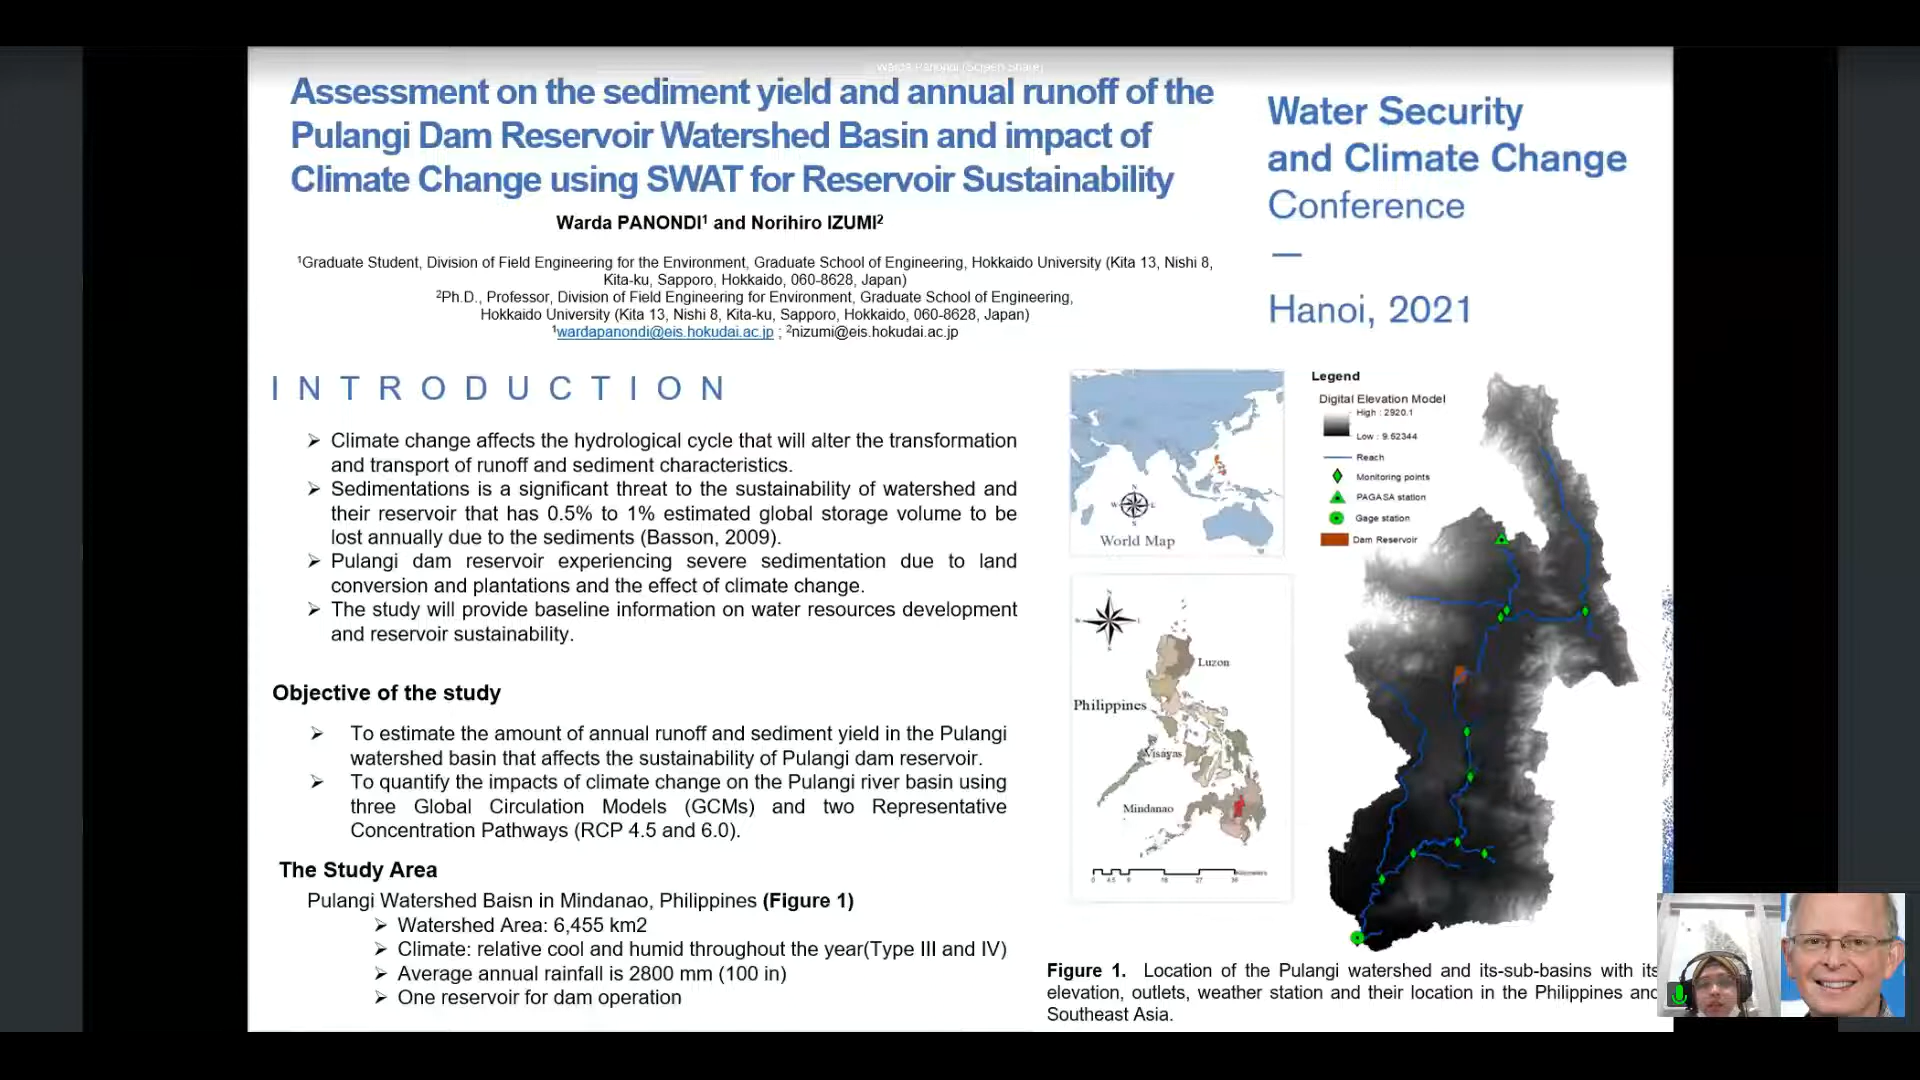 Warda Panondi (Screen Share)
Assessment on the sediment yield and annual runoff of the
Pulangi Dam Reservoir Watershed Basin and impact of
Climate Change using SWAT for Reservoir Sustainability
Warda PANONDI¹ and Norihiro IZUMI²
¹Graduate Student, Division of Field Engineering for the Environment, Graduate School of Engineering, Hokkaido University (Kita 13, Nishi 8,
Kita-ku, Sapporo, Hokkaido, 060-8628, Japan)
²Ph.D., Professor, Division of Field Engineering for Environment, Graduate School of Engineering,
Hokkaido University (Kita 13, Nishi 8, Kita-ku, Sapporo, Hokkaido, 060-8628, Japan)
¹wardapanondi@eis.hokudai.ac.jp ; ²nizumi@eis.hokudai.ac.jp
Water Security
and Climate Change
Conference
Hanoi, 2021
INTRODUCTION
Climate change affects the hydrological cycle that will alter the transformation
and transport of runoff and sediment characteristics.
Sedimentations is a significant threat to the sustainability of watershed and
their reservoir that has 0.5% to 1% estimated global storage volume to be
lost annually due to the sediments (Basson, 2009).
Pulangi dam reservoir experiencing severe sedimentation due to land
conversion and plantations and the effect of climate change.
The study will provide baseline information on water resources development
and reservoir sustainability.
Objective of the study
To estimate the amount of annual runoff and sediment yield in the Pulangi
watershed basin that affects the sustainability of Pulangi dam reservoir.
To quantify the impacts of climate change on the Pulangi river basin using
three Global Circulation Models (GCMs) and two Representative
Concentration Pathways (RCP 4.5 and 6.0).
The Study Area
Pulangi Watershed Baisn in Mindanao, Philippines (Figure 1)
Watershed Area: 6,455 km2
Climate: relative cool and humid throughout the year(Type III and IV)
Average annual rainfall is 2800 mm (100 in)
One reservoir for dam operation
World Map
Luzon
Philippines
Visayas
Mindanao
0 4.5 9 18 27 36
Kilometers
Legend
Digital Elevation Model
High : 2920.1
Low : 9.62344
Reach
Monitoring points
PAGASA station
Gage station
Dam Reservoir
Figure 1. Location of the Pulangi watershed and its-sub-basins with its
elevation, outlets, weather station and their location in the Philippines and
Southeast Asia.